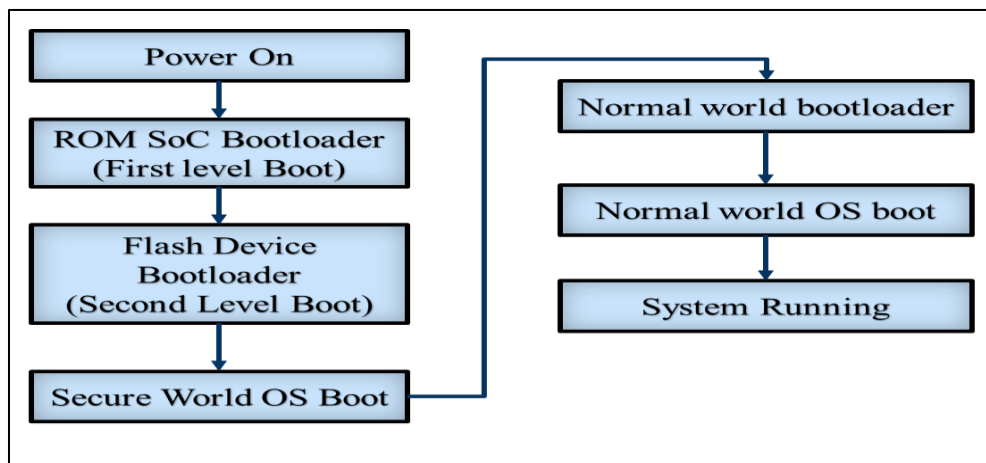 Power On
ROM SoC Bootloader
(First level Boot)
Flash Device
Bootloader
(Second Level Boot)
Secure World OS Boot
Normal world bootloader
Normal world OS boot
System Running